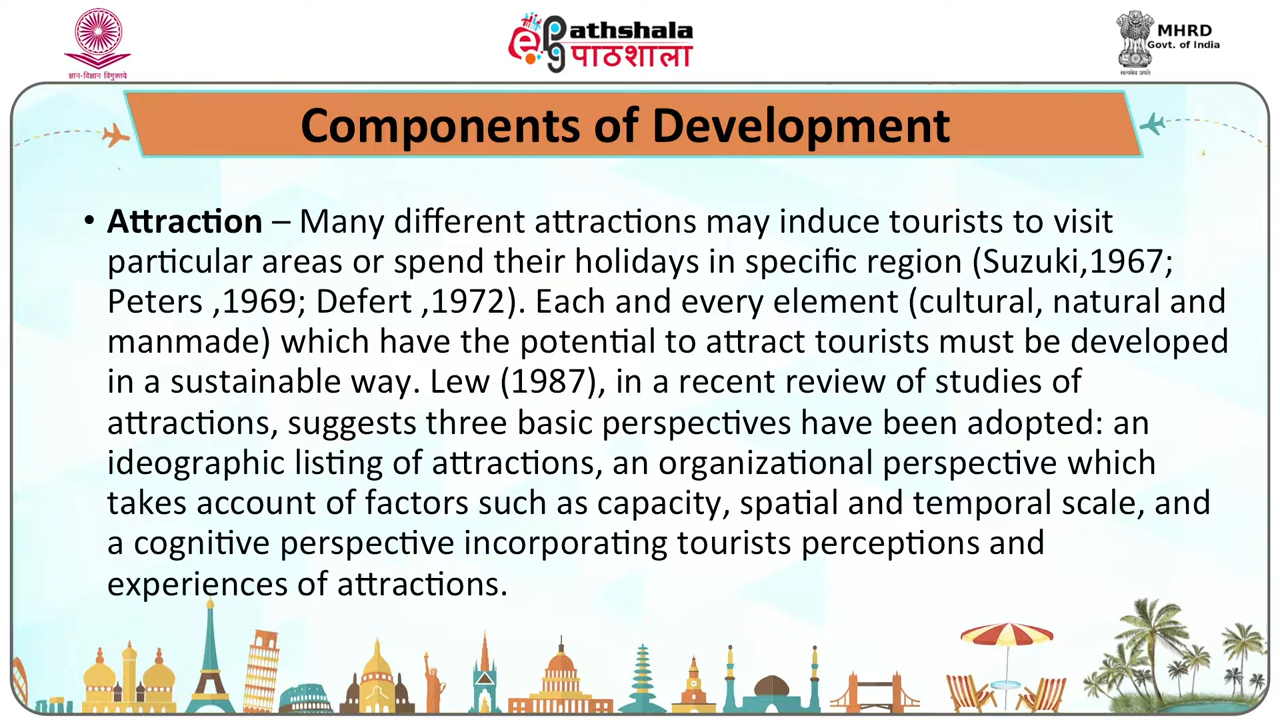 ज्ञान-विज्ञान विमुक्तये
Pathshala
पाठशाला
MHRD
Govt. of India
सत्यमेव जयते
Components of Development
• Attraction – Many different attractions may induce tourists to visit
particular areas or spend their holidays in specific region (Suzuki,1967;
Peters ,1969; Defert ,1972). Each and every element (cultural, natural and
manmade) which have the potential to attract tourists must be developed
in a sustainable way. Lew (1987), in a recent review of studies of
attractions, suggests three basic perspectives have been adopted: an
ideographic listing of attractions, an organizational perspective which
takes account of factors such as capacity, spatial and temporal scale, and
a cognitive perspective incorporating tourists perceptions and
experiences of attractions.